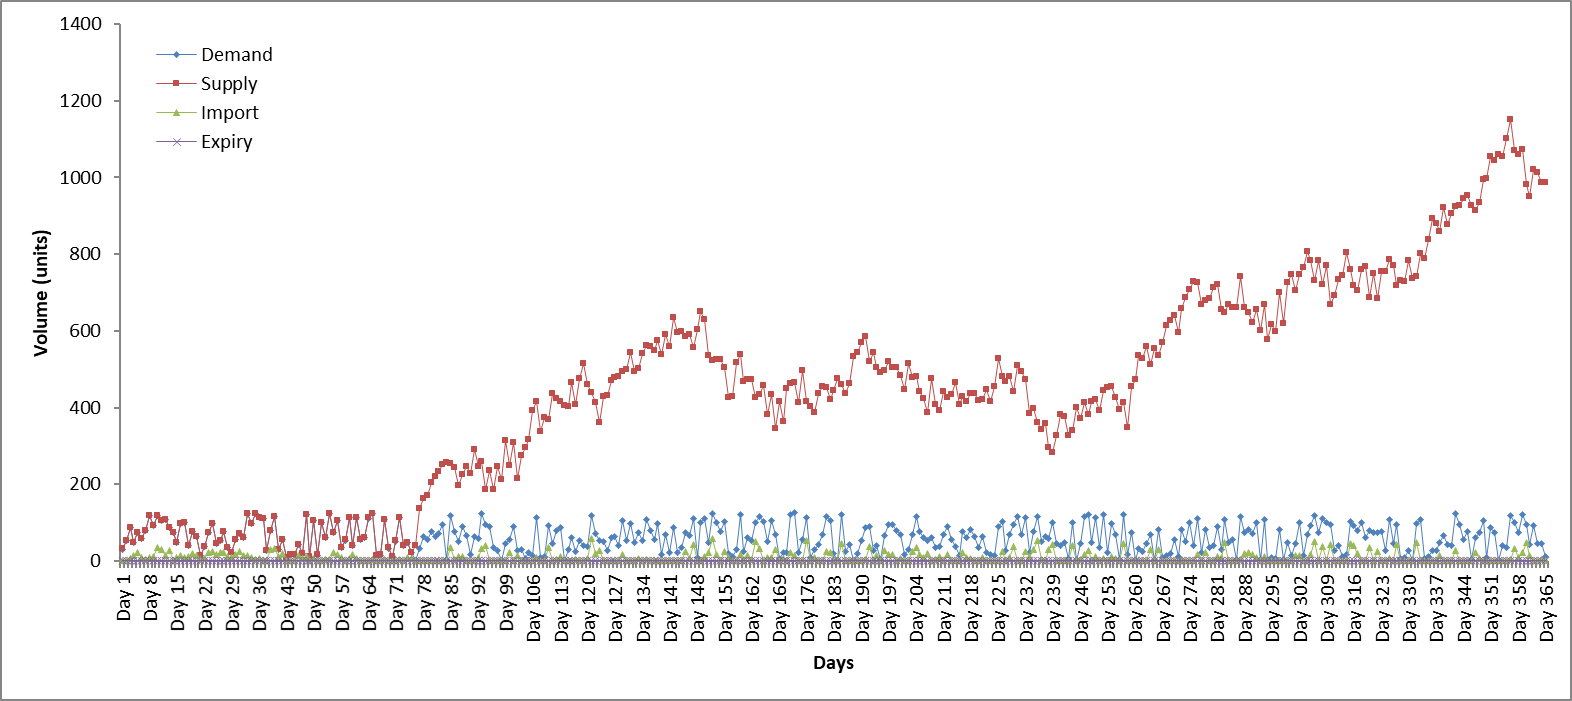 1400
1200
1000
800
600
400
200
0
Volume (units)
Demand
Supply
Import
Expiry
Day 1
Day 8
Day 15
Day 22
Day 29
Day 36
Day 43
Day 50
Day 57
Day 64
Day 71
Day 78
Day 85
Day 92
Day 99
Day 106
Day 113
Day 120
Day 127
Day 134
Day 141
Day 148
Day 155
Day 162
Day 169
Day 176
Day 183
Day 190
Day 197
Day 204
Day 211
Day 218
Day 225
Day 232
Day 239
Day 246
Day 253
Day 260
Day 267
Day 274
Day 281
Day 288
Day 295
Day 302
Day 309
Day 316
Day 323
Day 330
Day 337
Day 344
Day 351
Day 358
Day 365
Days